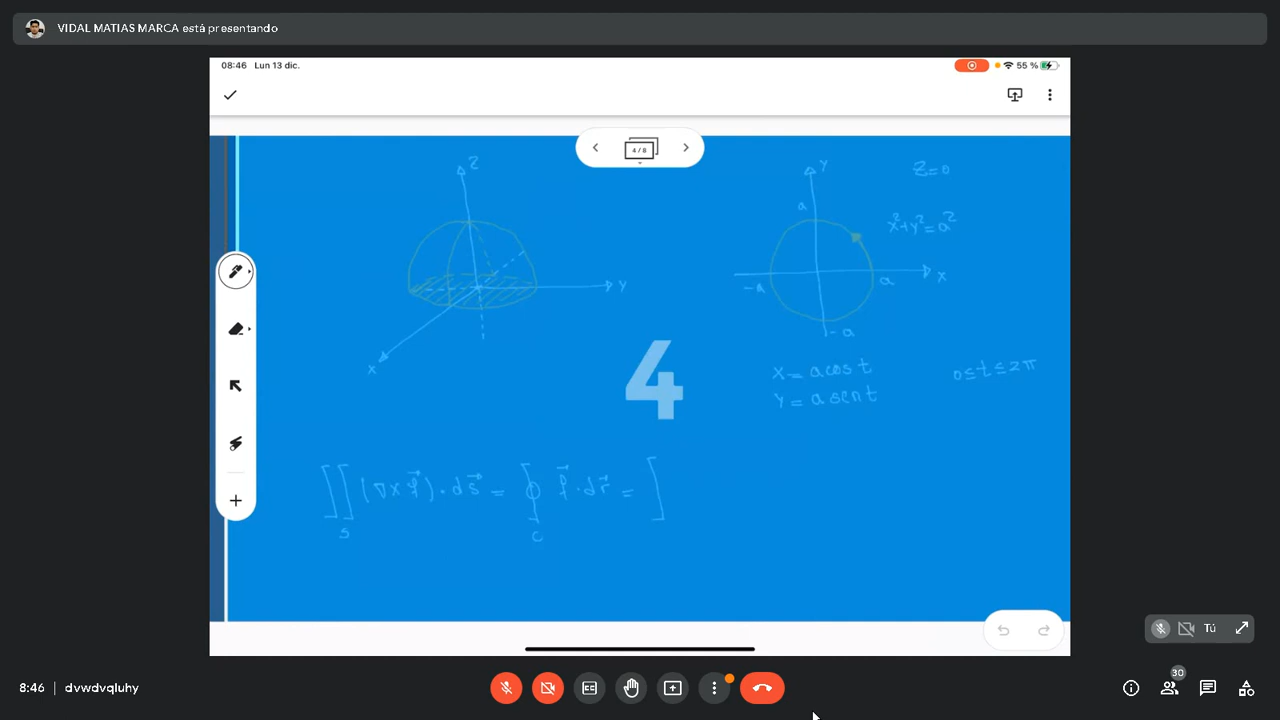 VIDAL MATIAS MARCA está presentando
08:46 Lun 13 dic.
55 %
4/8
Z
Y
X
Y
a
Z=0
x²+y²=a²
-a
a
X
-a
4
X = a cos t
0≤t≤2π
Y = a sen t
∬ (∇x f⃗) · ds⃗ = ∮ f⃗ · dr⃗ = ∫
S
C
Tú
8:46 | dvwdvqluhy
30